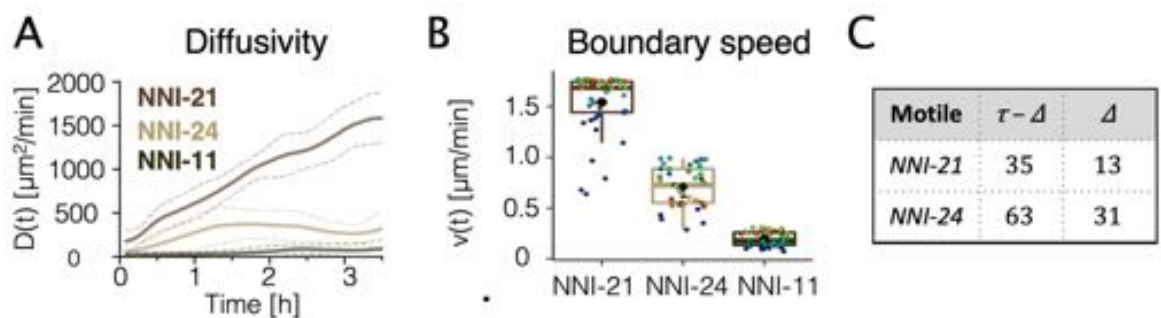 A
Diffusivity
D(t) [μm²/min]
2000
1500
1000
500
0
NNI-21
NNI-24
NNI-11
0
1
2
3
Time [h]
B
Boundary speed
v(t) [μm/min]
1.5
1.0
0.5
0
NNI-21 NNI-24 NNI-11
C
Motile τ – Δ Δ
NNI-21 35 13
NNI-24 63 31